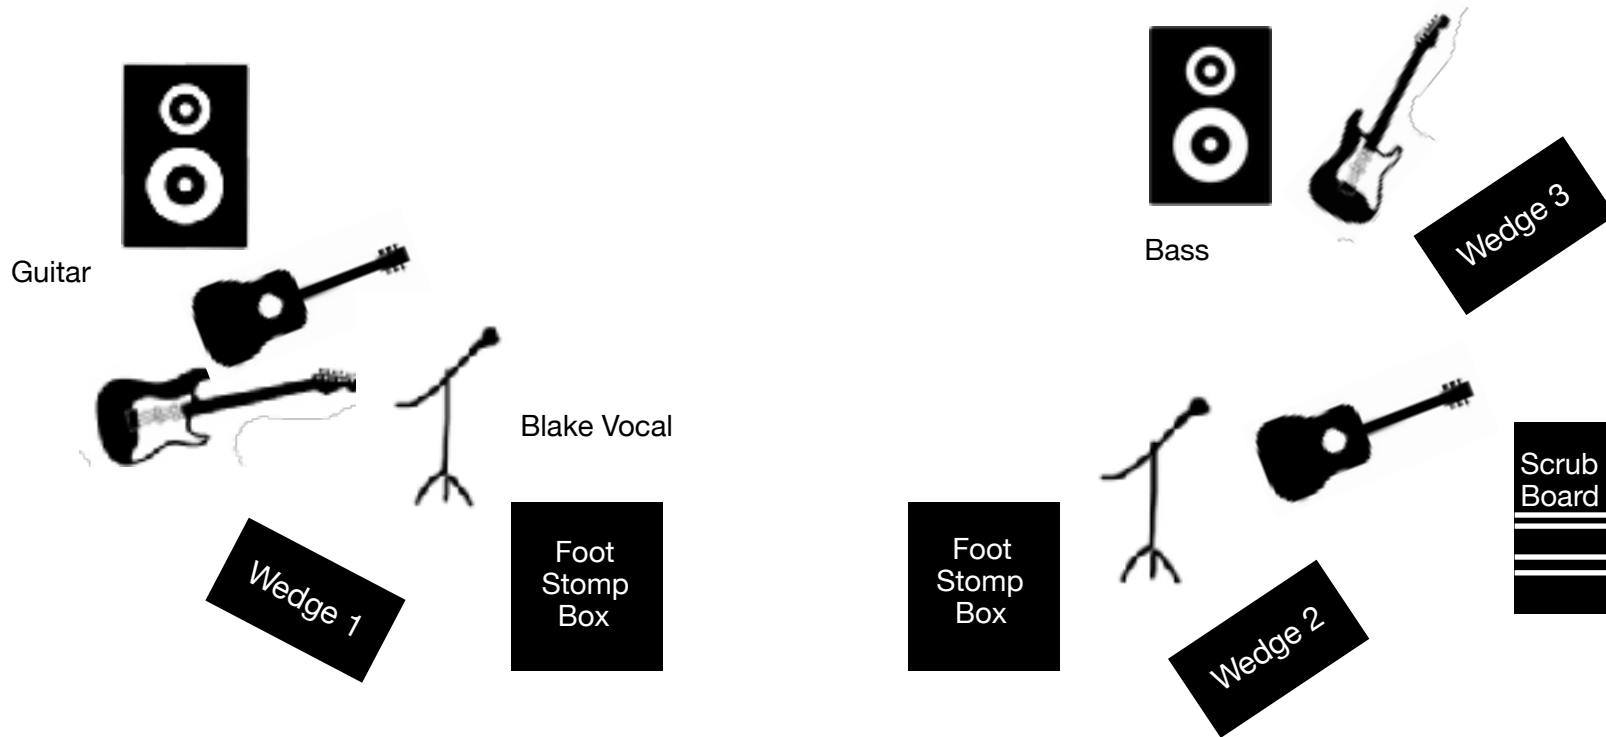 Guitar
Bass
Wedge 3
Blake Vocal
Scrub
Board
Wedge 1
Foot
Stomp
Box
Foot
Stomp
Box
Wedge 2